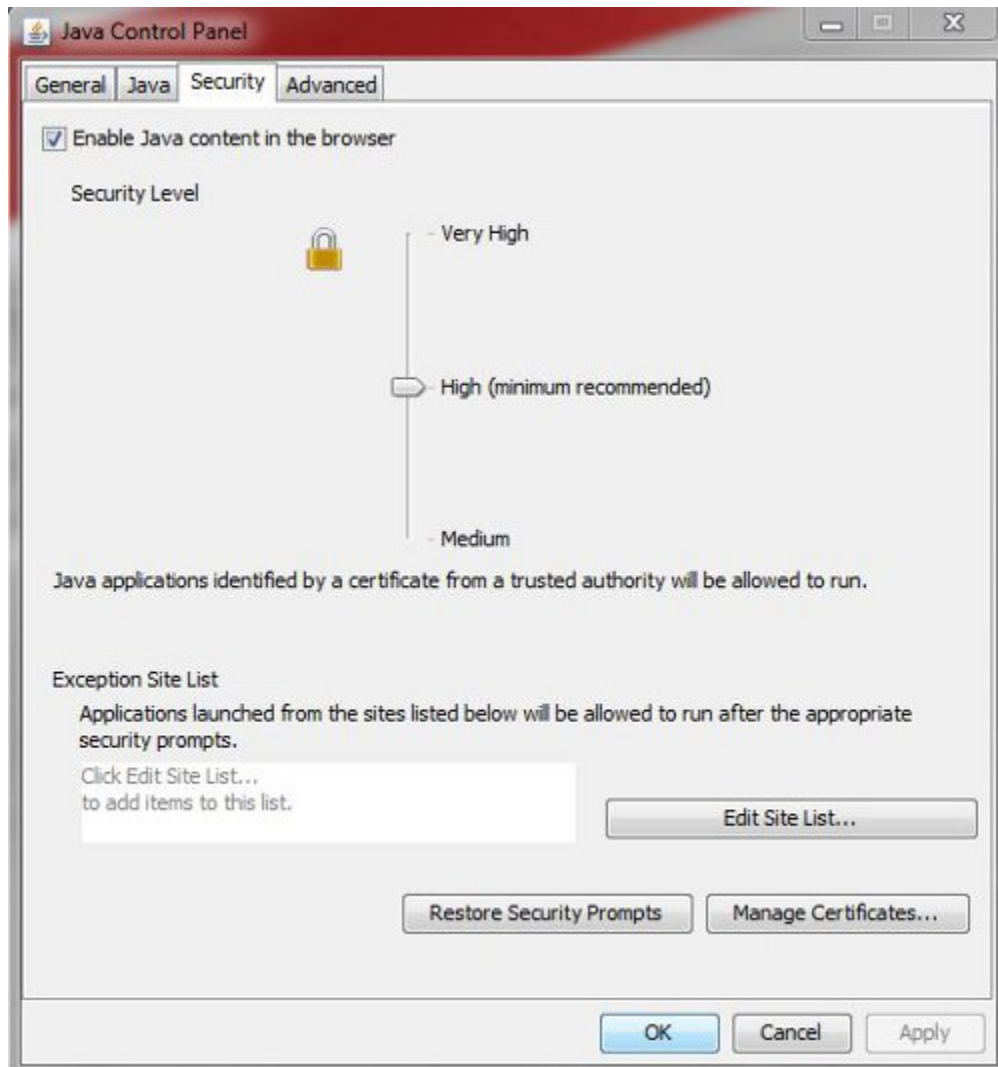 Java Control Panel
General Java Security Advanced
Enable Java content in the browser
Security Level
Very High
High (minimum recommended)
Medium
Java applications identified by a certificate from a trusted authority will be allowed to run.
Exception Site List
Applications launched from the sites listed below will be allowed to run after the appropriate
security prompts.
Click Edit Site List...
to add items to this list.
Edit Site List...
Restore Security Prompts Manage Certificates...
OK Cancel Apply